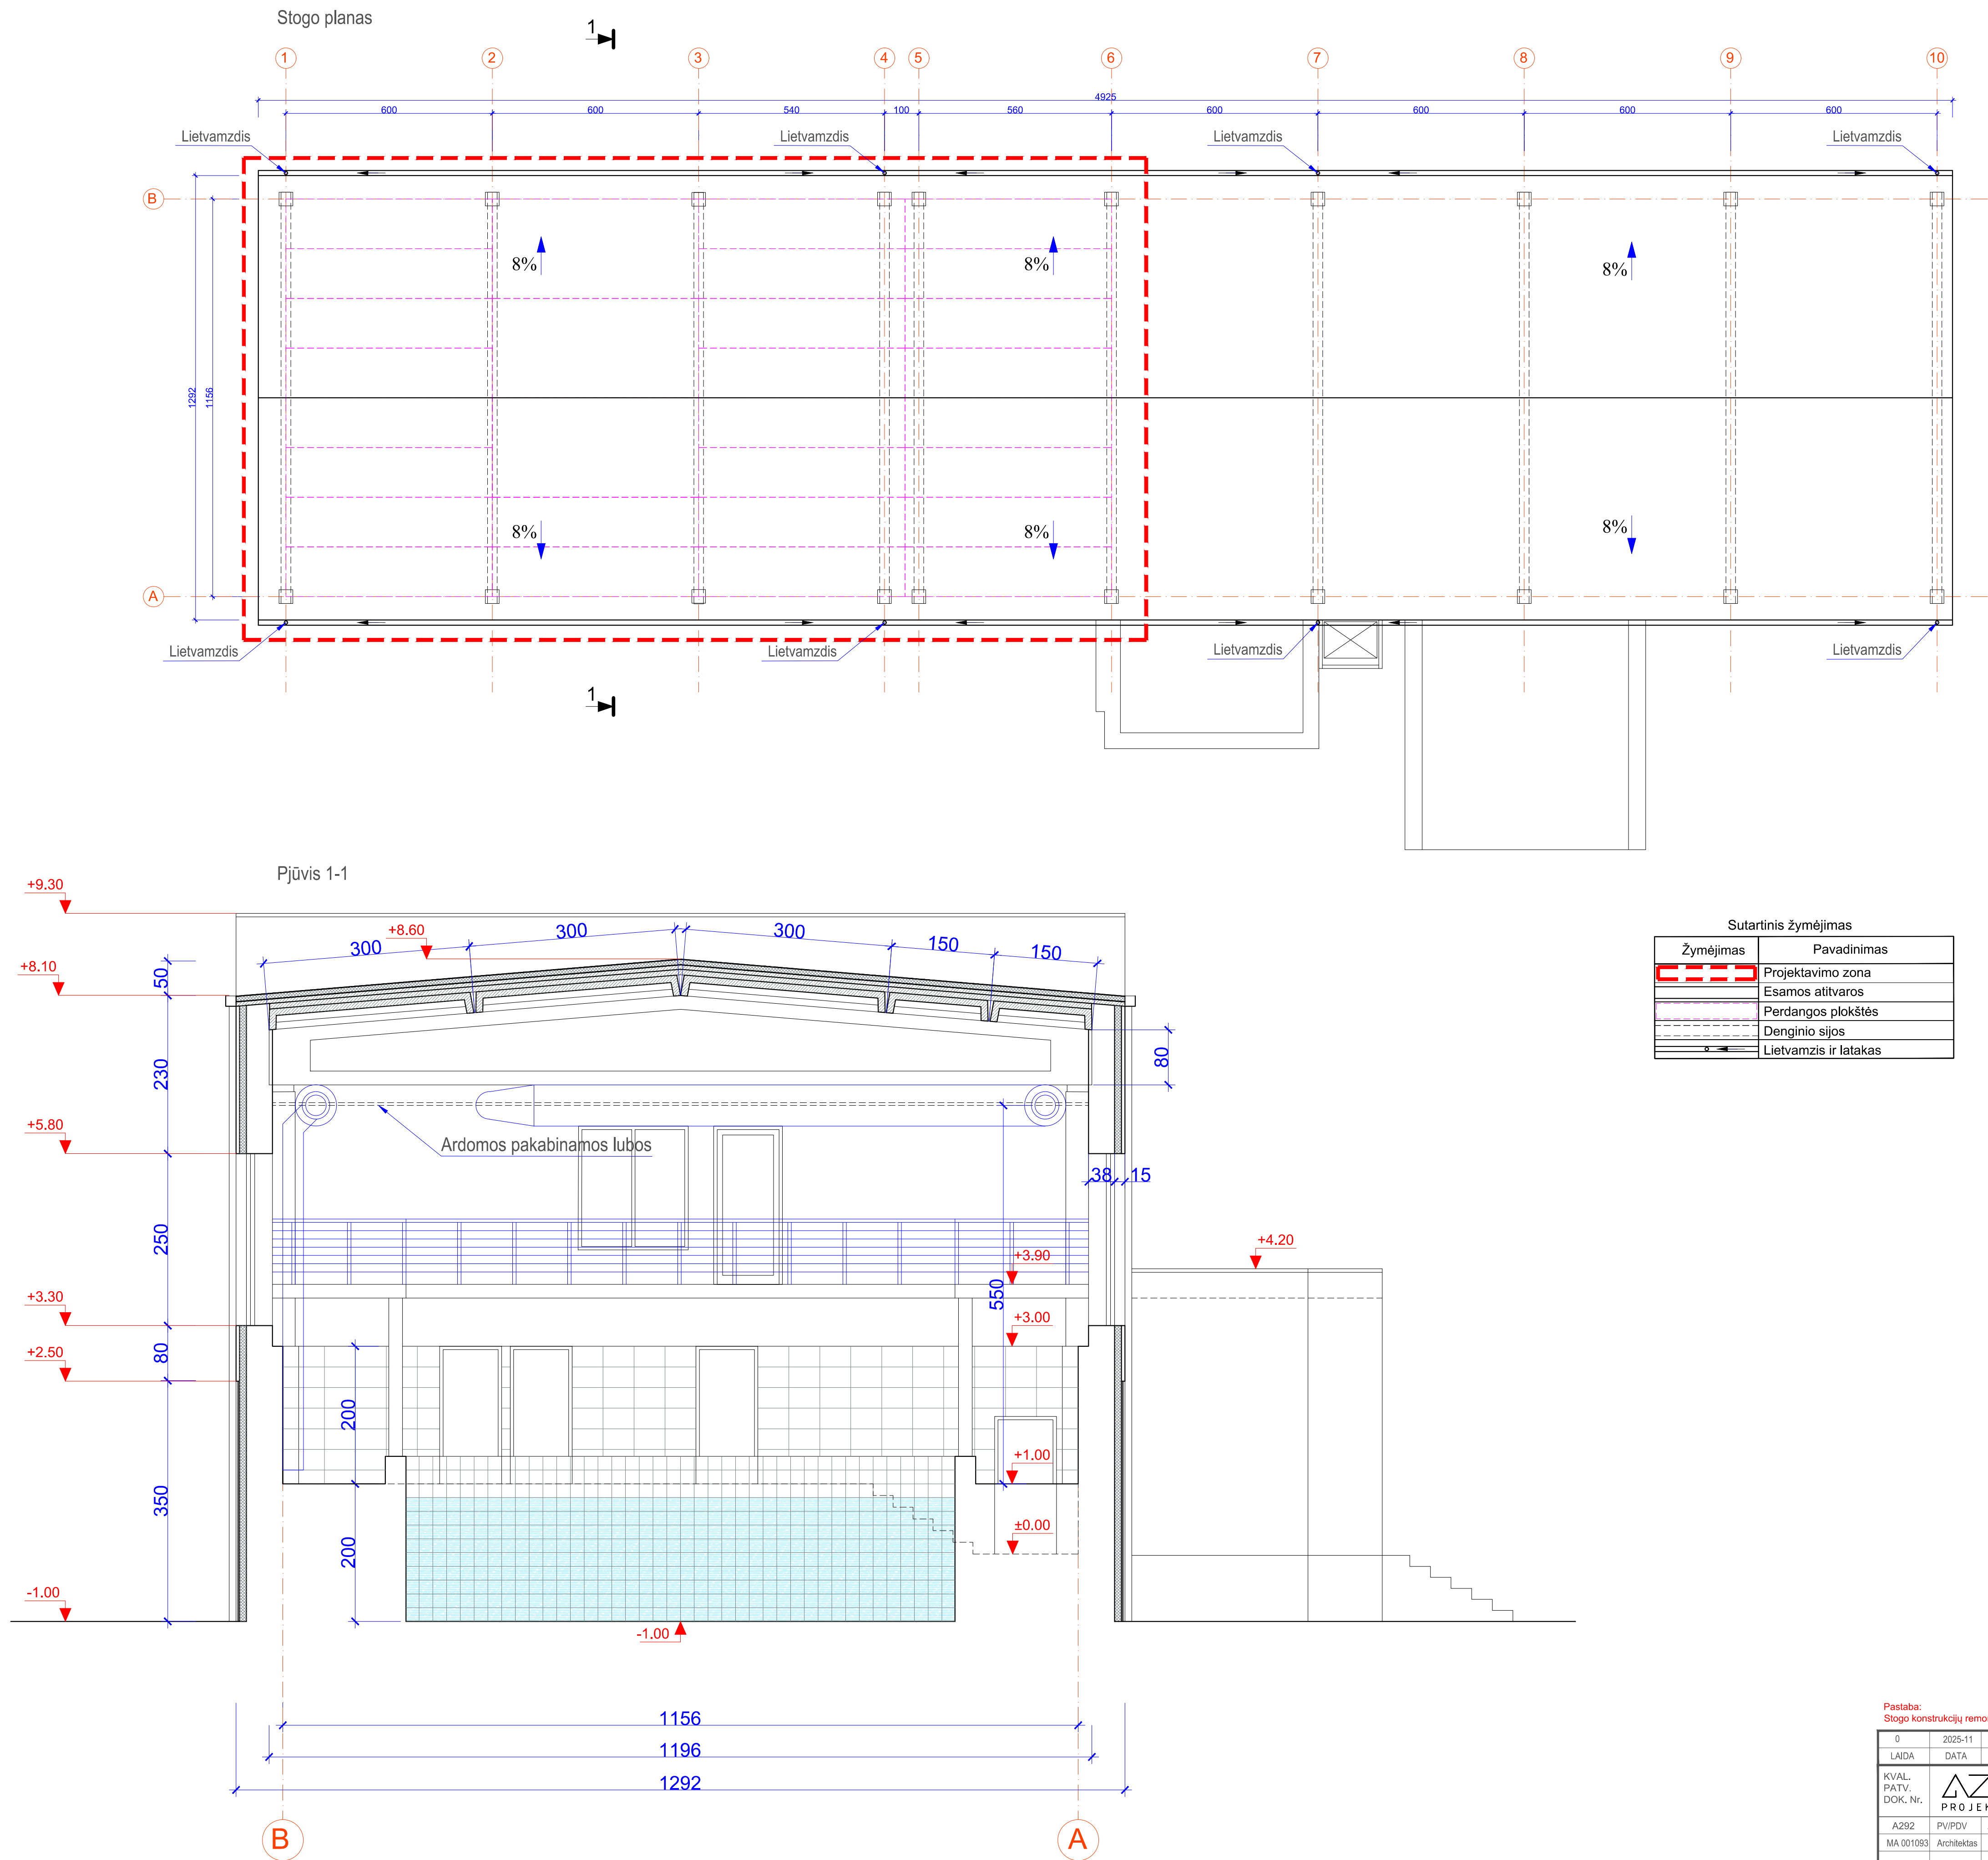 Stogo planas
1
1 2 3 4 5 6 7 8 9 10
4925
600 600 540 100 560 600 600 600 600
Lietvamzdis Lietvamzdis Lietvamzdis Lietvamzdis
B
8% 8% 8%
1292 1156
8% 8% 8%
A
Lietvamzdis Lietvamzdis Lietvamzdis Lietvamzdis
1
Pjūvis 1-1
+9.30
+8.60
300 300 300 150 150
+8.10
50
230
80
+5.80
Ardomos pakabinamos lubos
38 15
250
+3.90
+4.20
550
+3.30
+3.00
80
+2.50
200
+1.00
350
200
±0.00
-1.00
-1.00
1156
1196
1292
B A
Sutartinis žymėjimas
Žymėjimas Pavadinimas
Projektavimo zona
Esamos atitvaros
Perdangos plokštės
Denginio sijos
Lietvamzis ir latakas
Pastaba:
Stogo konstrukcijų remo
0 2025-11
LAIDA DATA
KVAL.
PATV.
DOK. Nr.
AZ
PROJEK
A292 PV/PDV
MA 001093 Architektas